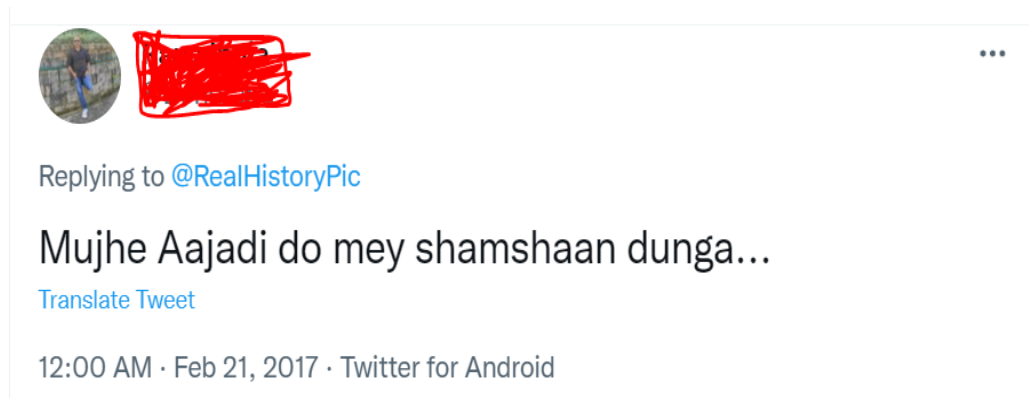 Replying to @RealHistoryPic
Mujhe Aajadi do mey shamshaan dunga...
Translate Tweet
12:00 AM · Feb 21, 2017 · Twitter for Android